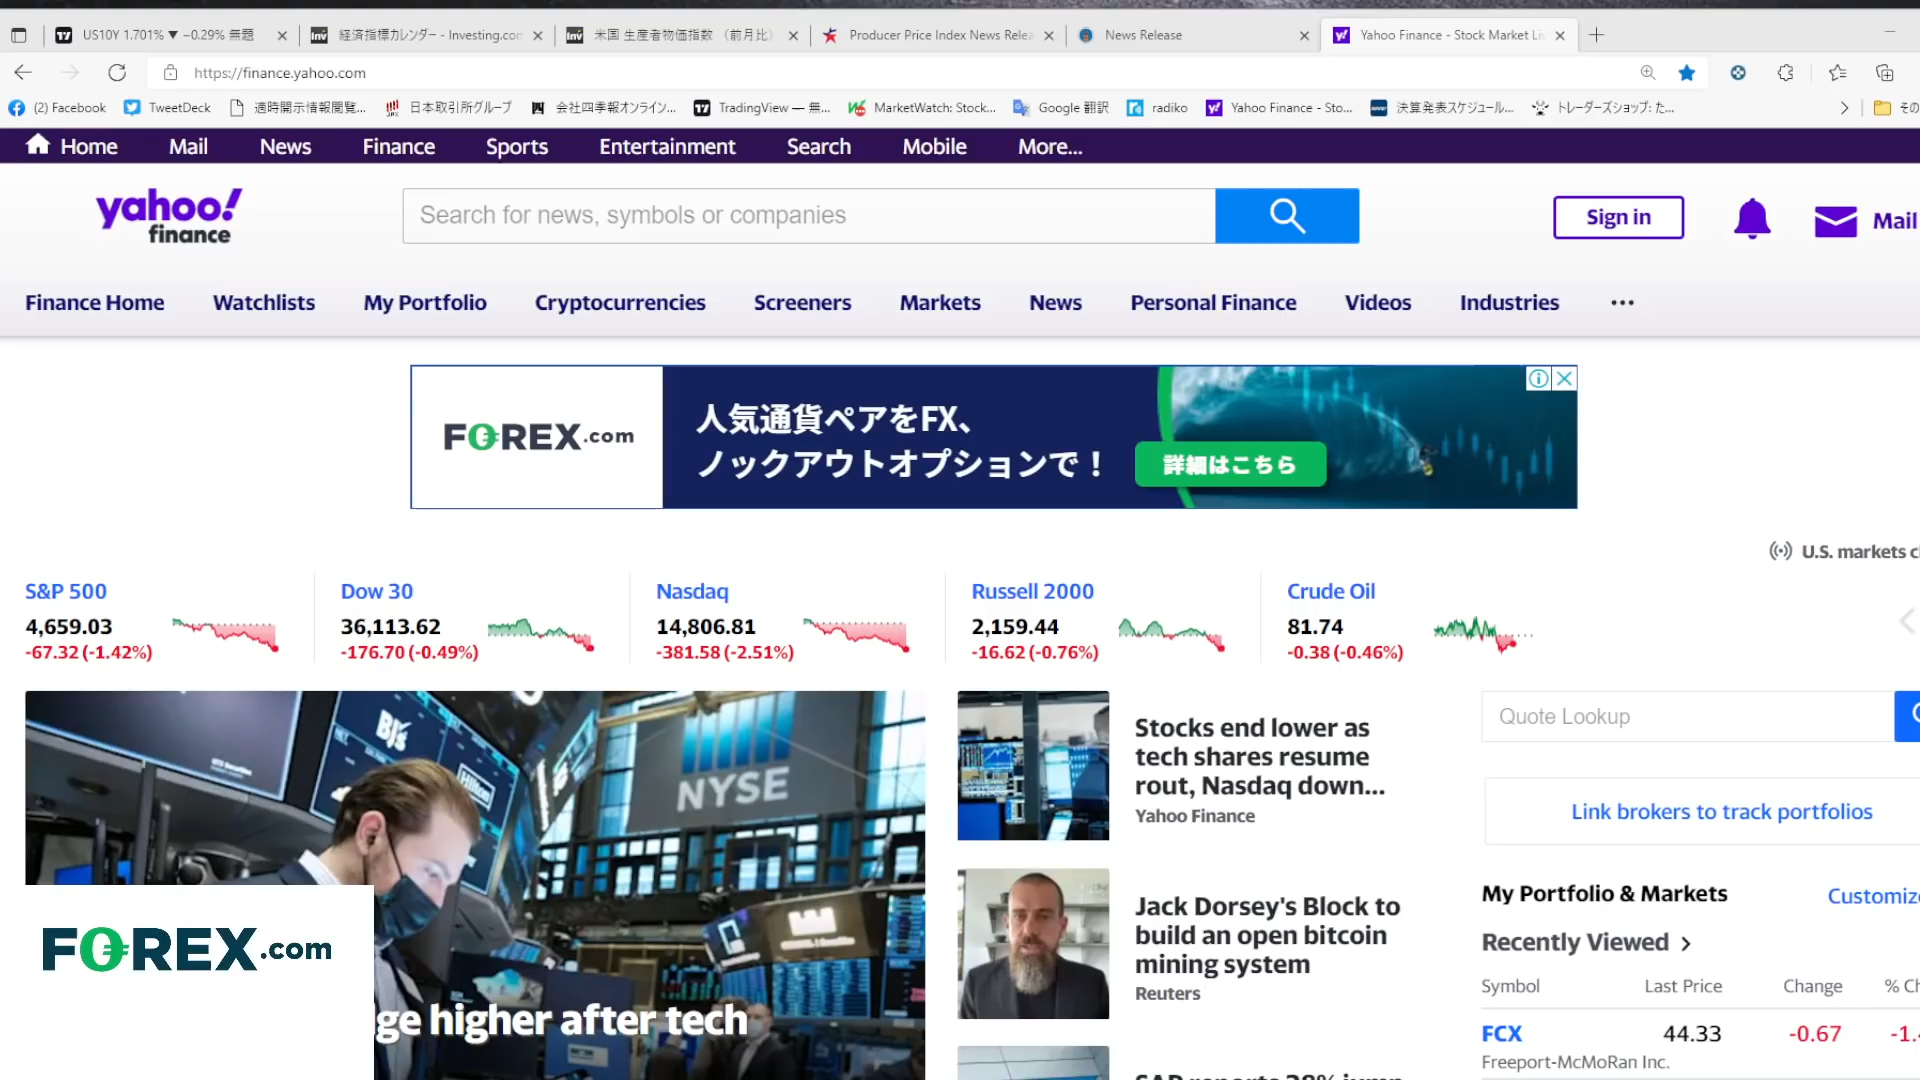 US10Y 1.701% ▼ −0.29% 無題
経済指標カレンダー - Investing.com
米国 生産者物価指数 （前月比）
Producer Price Index News Relea
News Release
Yahoo Finance - Stock Market Li
https://finance.yahoo.com
(2) Facebook
TweetDeck
適時開示情報閲覧...
日本取引所グループ
会社四季報オンライン...
TradingView — 無...
MarketWatch: Stock...
Google 翻訳
radiko
Yahoo Finance - Sto...
決算発表スケジュール...
トレーダーズショップ: た...
その
Home Mail News Finance Sports Entertainment Search Mobile More...
yahoo!
finance
Search for news, symbols or companies
Sign in
Mail
Finance Home Watchlists My Portfolio Cryptocurrencies Screeners Markets News Personal Finance Videos Industries ...
FOREX.com
人気通貨ペアをFX、
ノックアウトオプションで！
詳細はこちら
U.S. markets cl
S&P 500
4,659.03
-67.32 (-1.42%)
Dow 30
36,113.62
-176.70 (-0.49%)
Nasdaq
14,806.81
-381.58 (-2.51%)
Russell 2000
2,159.44
-16.62 (-0.76%)
Crude Oil
81.74
-0.38 (-0.46%)
BJ's
Hilton
NYSE
ge higher after tech
FOREX.com
Stocks end lower as
tech shares resume
rout, Nasdaq down...
Yahoo Finance
Jack Dorsey's Block to
build an open bitcoin
mining system
Reuters
SAP reports 28% jump
Quote Lookup
Link brokers to track portfolios
My Portfolio & Markets
Customize
Recently Viewed
Symbol Last Price Change % Ch
FCX 44.33 -0.67 -1.
Freeport-McMoRan Inc.